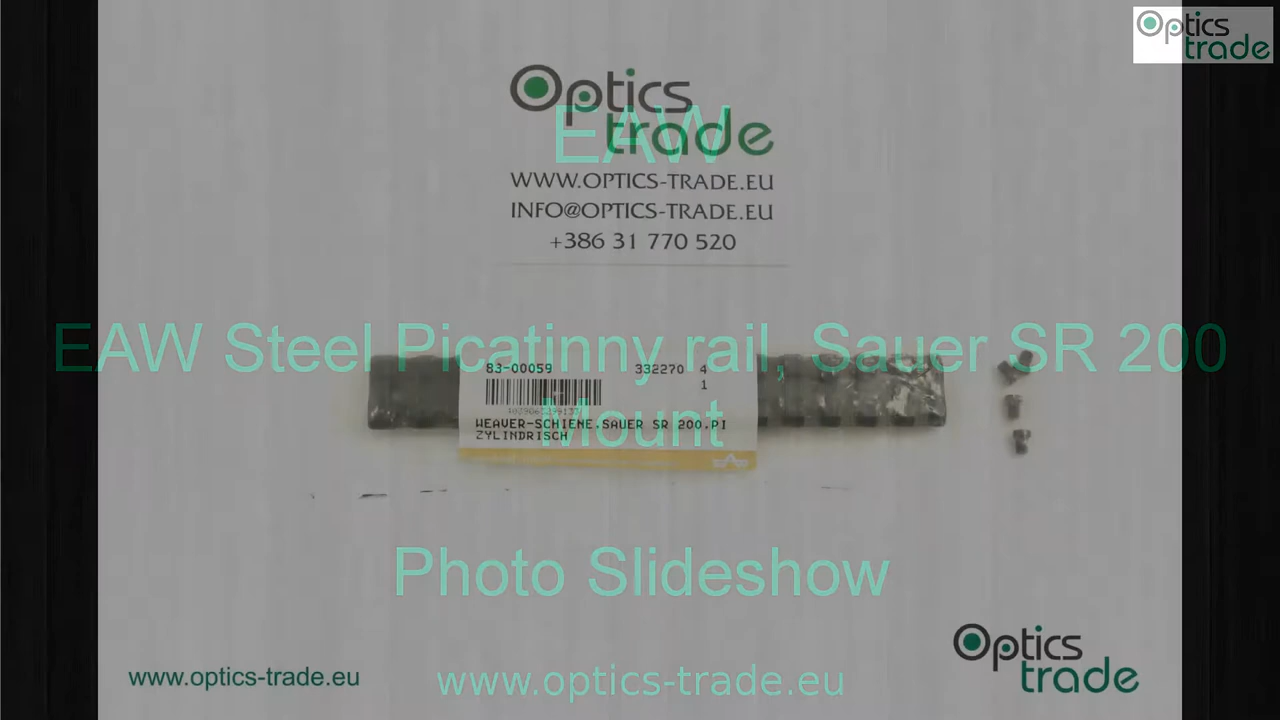 Optics
trade
Optics
trade
EAW
WWW.OPTICS-TRADE.EU
INFO@OPTICS-TRADE.EU
+386 31 770 520
EAW Steel Picatinny rail, Sauer SR 200
Mount
83-00059 332270 4
1
WEAVER-SCHIENE.SAUER SR 200.PI
ZYLINDRISCH
Photo Slideshow
www.optics-trade.eu
www.optics-trade.eu
Optics
trade